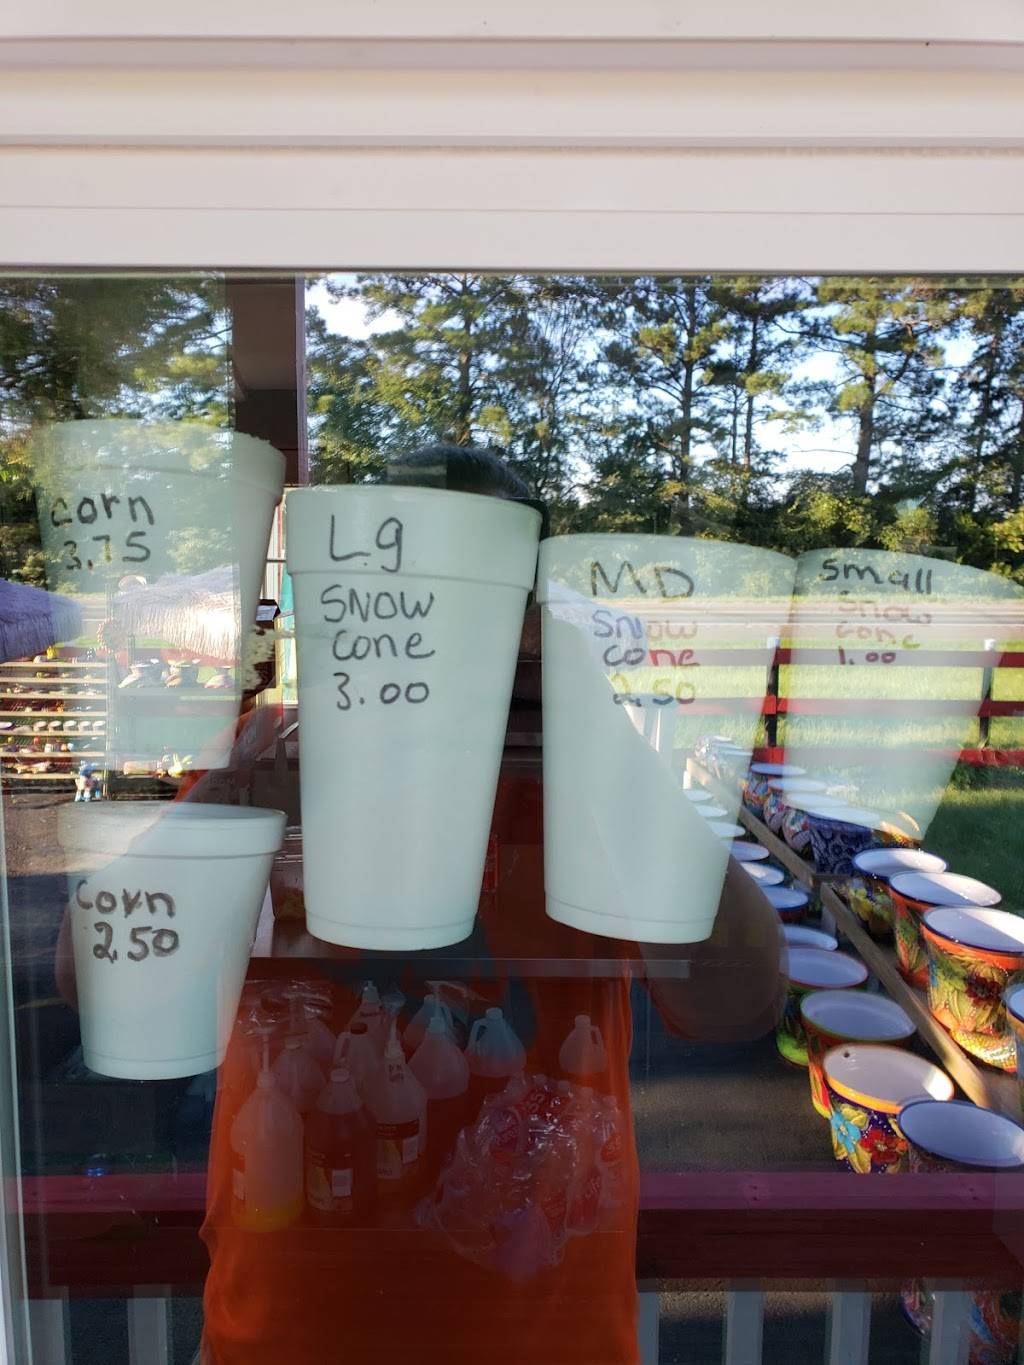 corn
3.75
Lg
SNOW
cone
3.00
MD
SNOW
cone
2.50
small
snow
cone
1.00
Corn
2.50